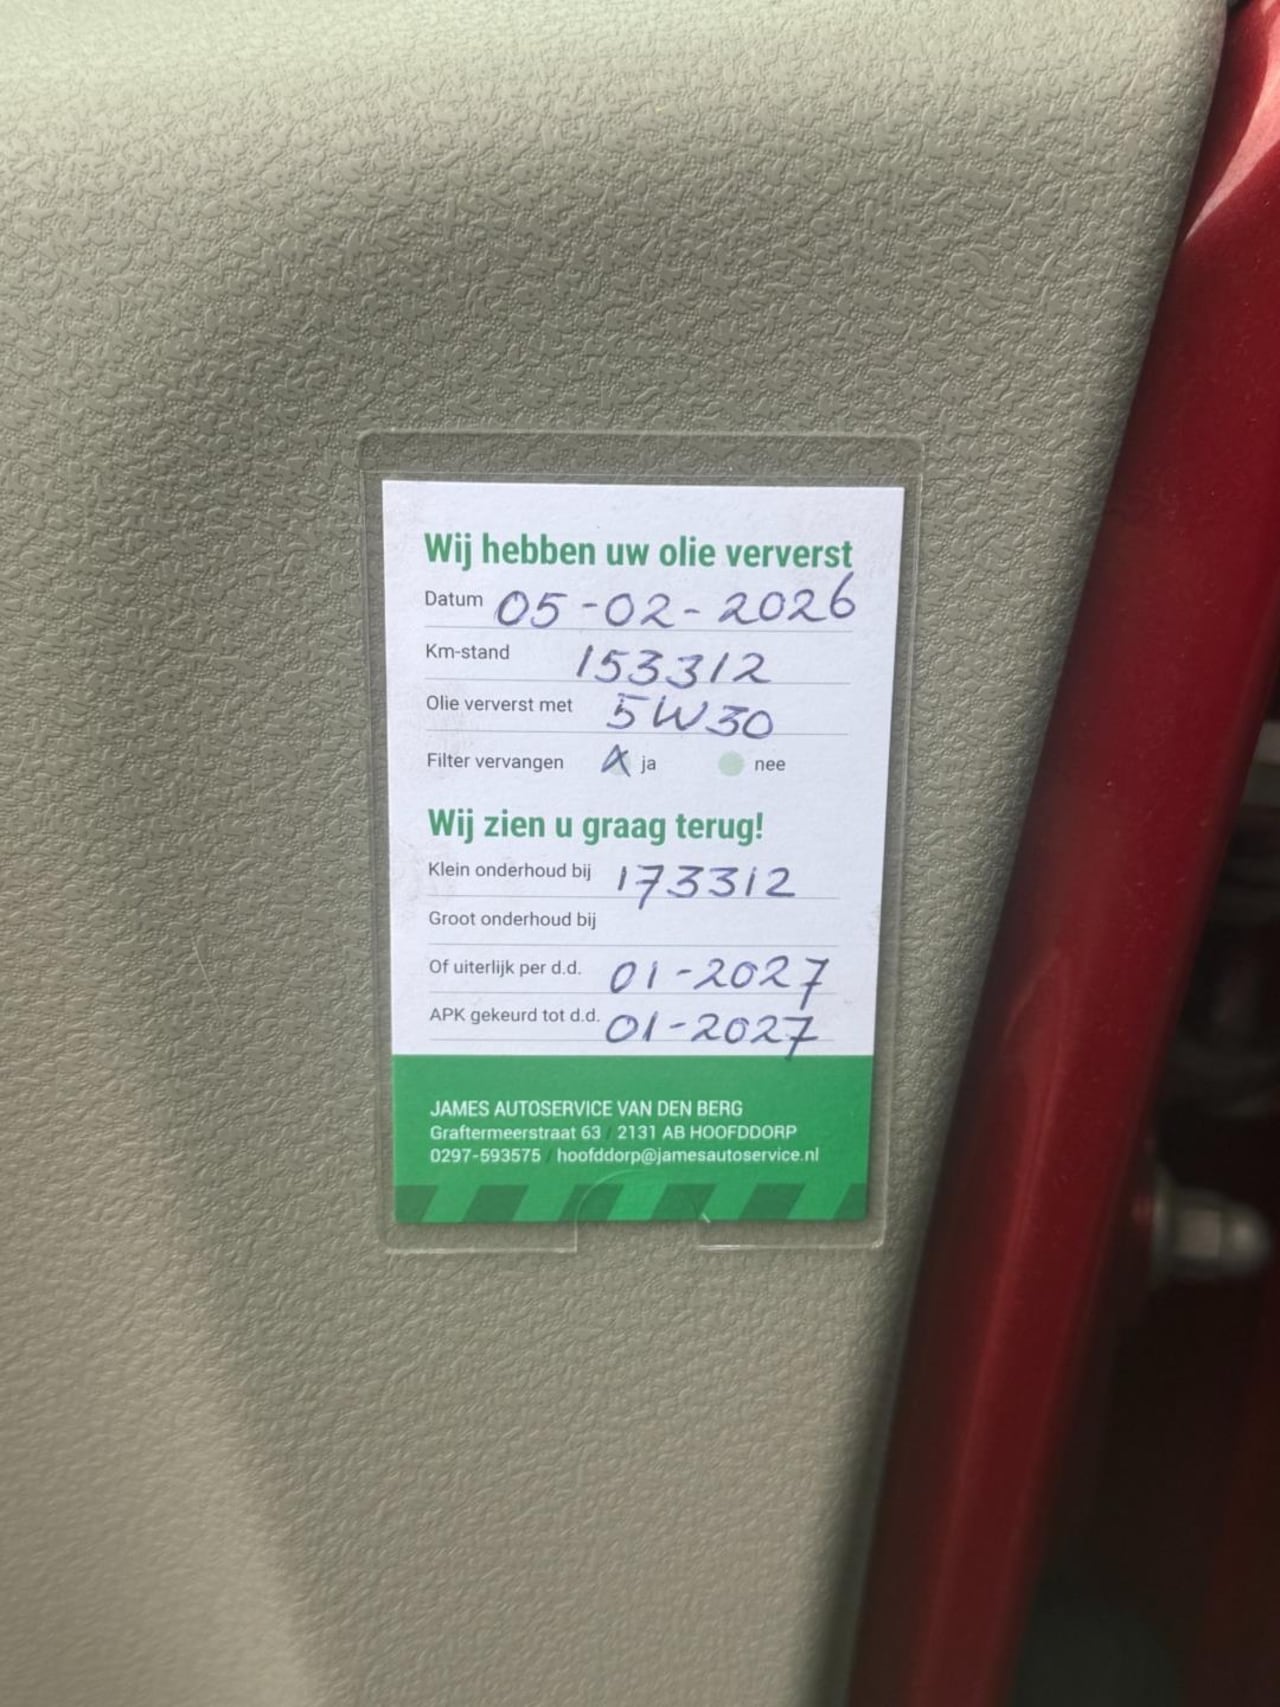 Wij hebben uw olie ververst
Datum 05-02-2026
Km-stand 153312
Olie ververst met 5W30
Filter vervangen X ja nee
Wij zien u graag terug!
Klein onderhoud bij 173312
Groot onderhoud bij
Of uiterlijk per d.d. 01-2027
APK gekeurd tot d.d. 01-2027
JAMES AUTOSERVICE VAN DEN BERG
Graftermeerstraat 63 / 2131 AB HOOFDDORP
0297-593575 / hoofddorp@jamesautoservice.nl